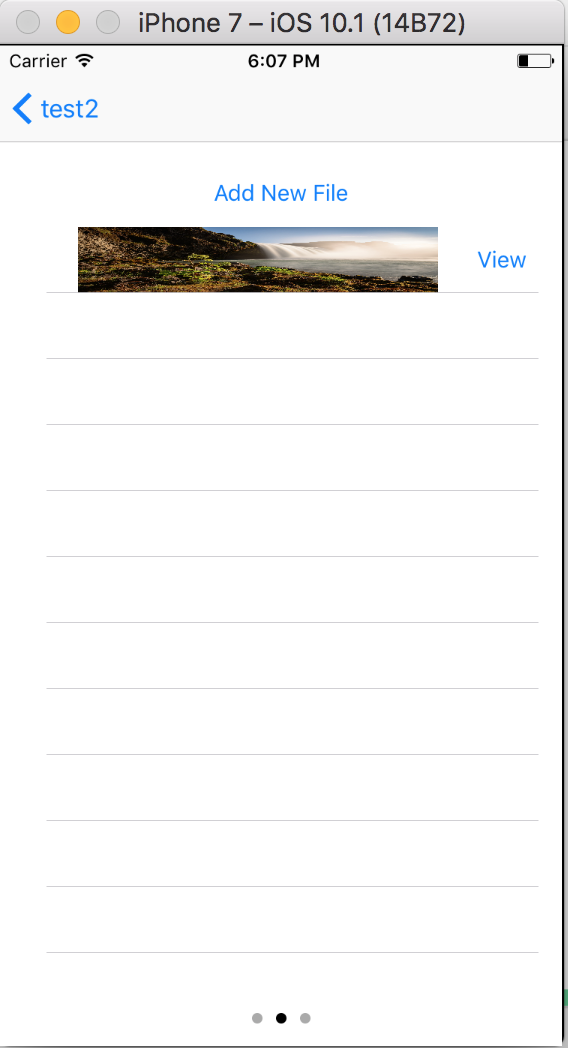 iPhone 7 – iOS 10.1 (14B72)
Carrier 6:07 PM
test2
Add New File
View